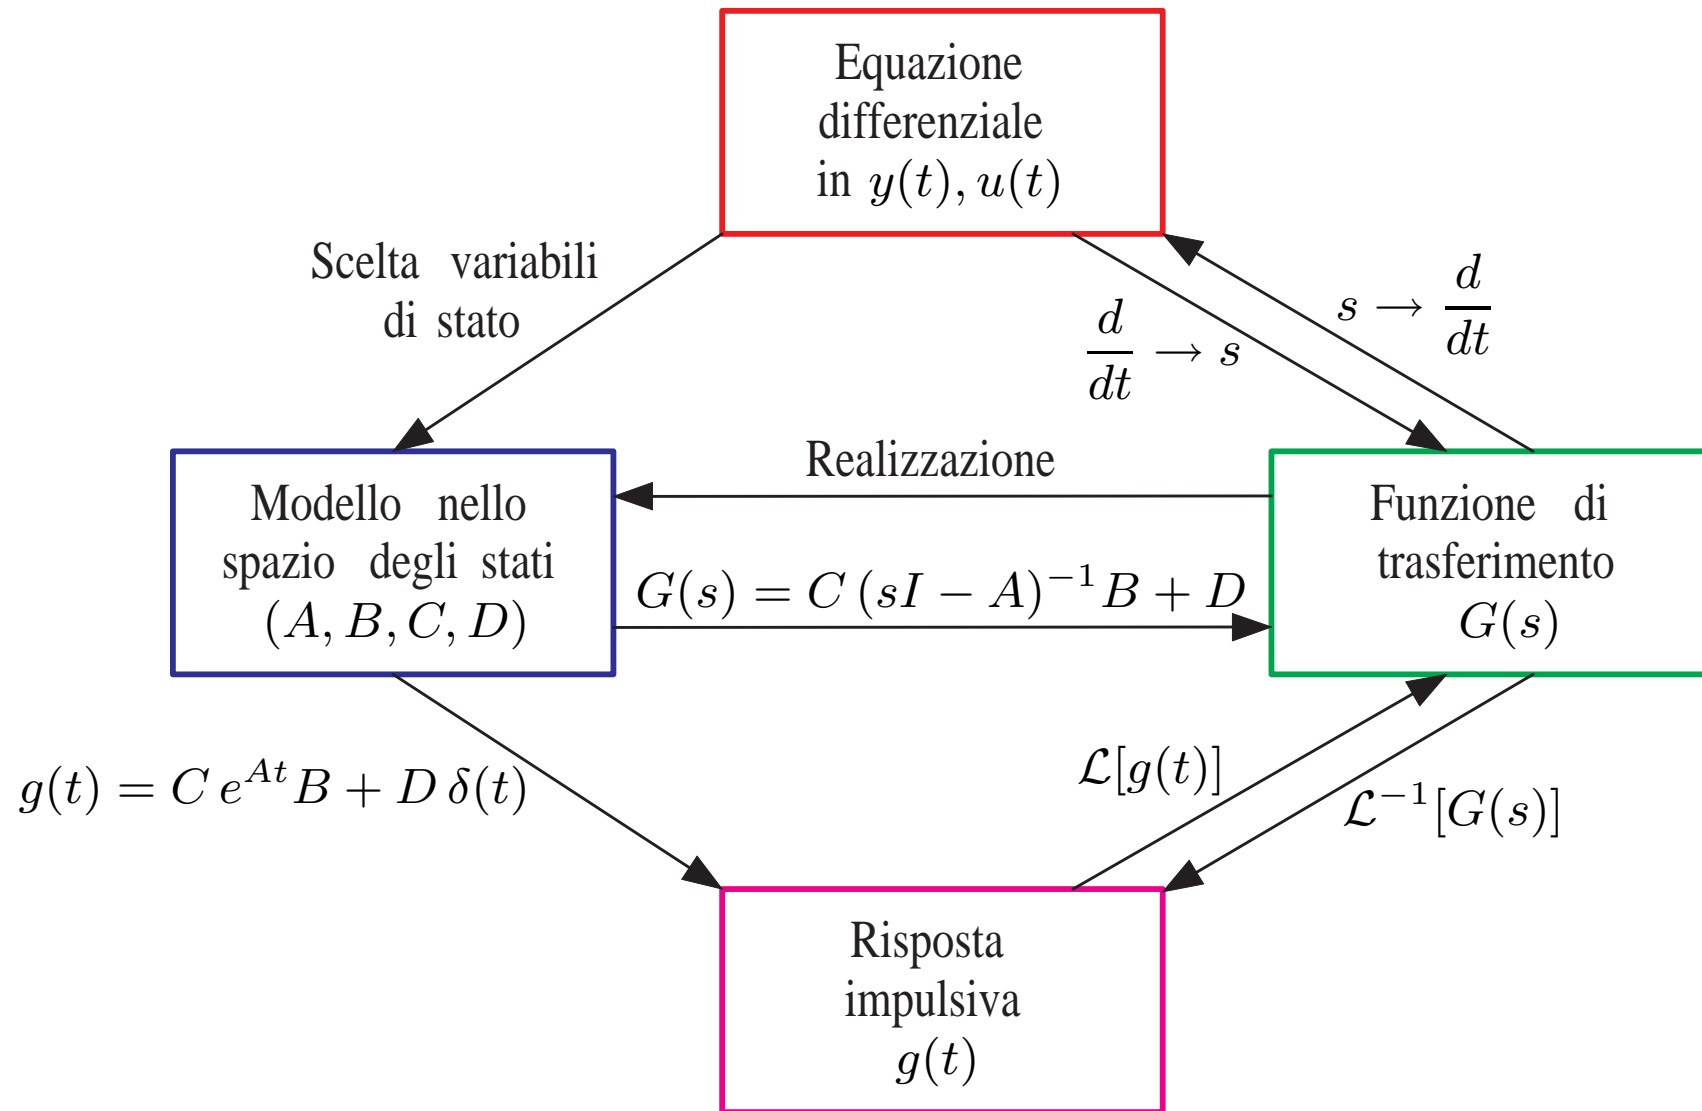 Equazione
differenziale
in y(t), u(t)
Scelta variabili
di stato
d/dt → s
s → d/dt
Realizzazione
Modello nello
spazio degli stati
(A, B, C, D)
G(s) = C (sI − A)⁻¹B + D
Funzione di
trasferimento
G(s)
g(t) = C e^{At} B + D δ(t)
ℒ[g(t)]
ℒ⁻¹[G(s)]
Risposta
impulsiva
g(t)